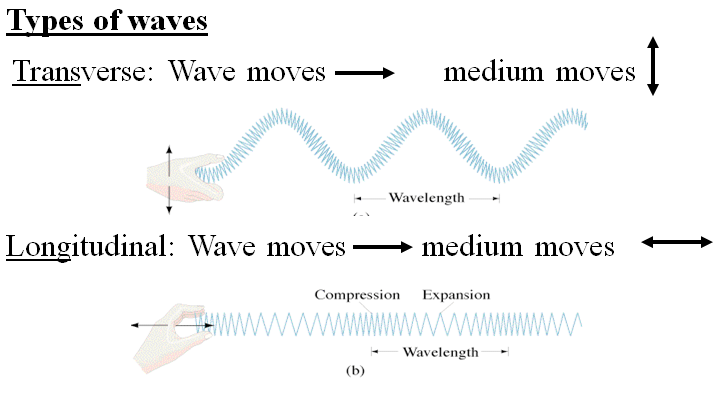 Types of waves
Transverse: Wave moves medium moves
Wavelength
Longitudinal: Wave moves medium moves
Compression Expansion
Wavelength
(b)